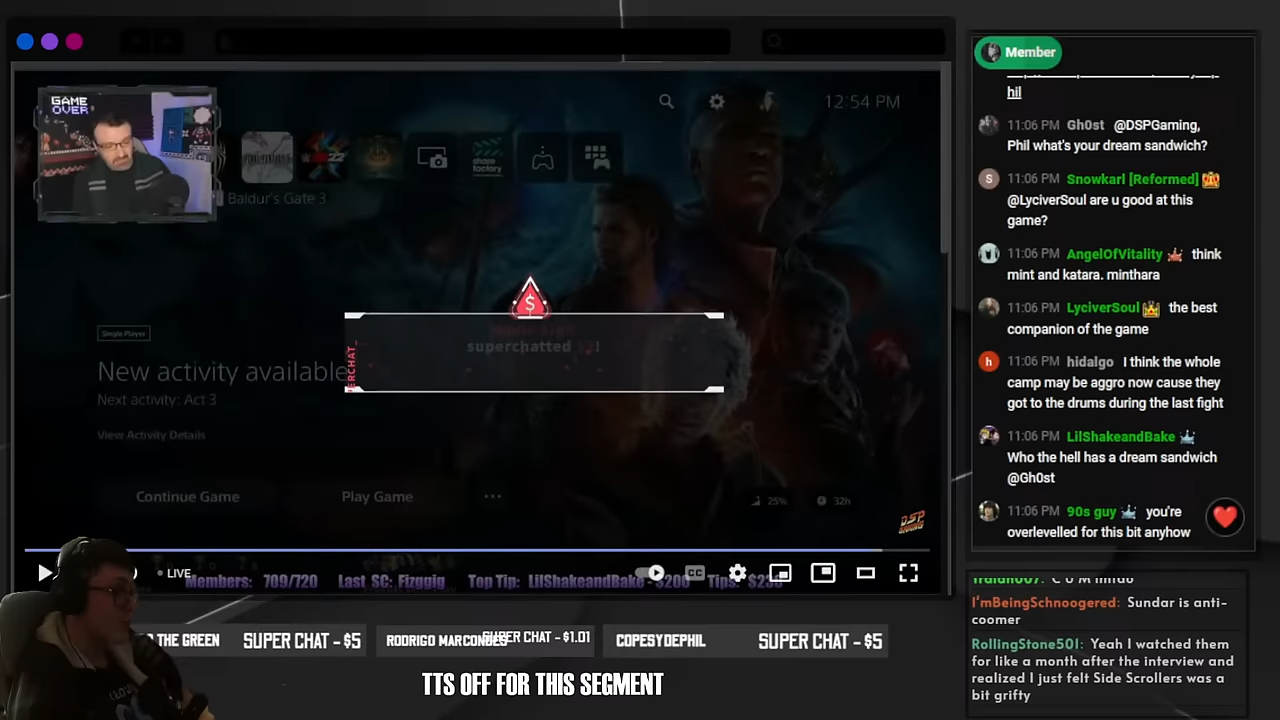 GAME
OVER
12:54 PM
share
factory
Baldur's Gate 3
Single Player
New activity available
Next activity: Act 3
View Activity Details
Continue Game
Play Game
25%
32h
superchatted
DSP
GAMING
LIVE
Members: 709/720
Last SC: Fizggig
Top Tip: LilShakeandBake - $200
Tips:
THE GREEN
SUPER CHAT - $5
RODRIGO MARCONDES
SUPER CHAT - $1.01
COPESYDEPHIL
SUPER CHAT - $5
TTS OFF FOR THIS SEGMENT
Member
hil
11:06 PM Gh0st @DSPGaming,
Phil what's your dream sandwich?
S
11:06 PM Snowkarl [Reformed]
@LyciverSoul are u good at this
game?
11:06 PM AngelOfVitality think
mint and katara. minthara
11:06 PM LyciverSoul the best
companion of the game
h
11:06 PM hidalgo I think the whole
camp may be aggro now cause they
got to the drums during the last fight
11:06 PM LilShakeandBake
Who the hell has a dream sandwich
@Gh0st
11:06 PM 90s guy you're
overlevelled for this bit anyhow
I'mBeingSchnoogered: Sundar is anti-
coomer
RollingStone501: Yeah I watched them
for like a month after the interview and
realized I just felt Side Scrollers was a
bit grifty